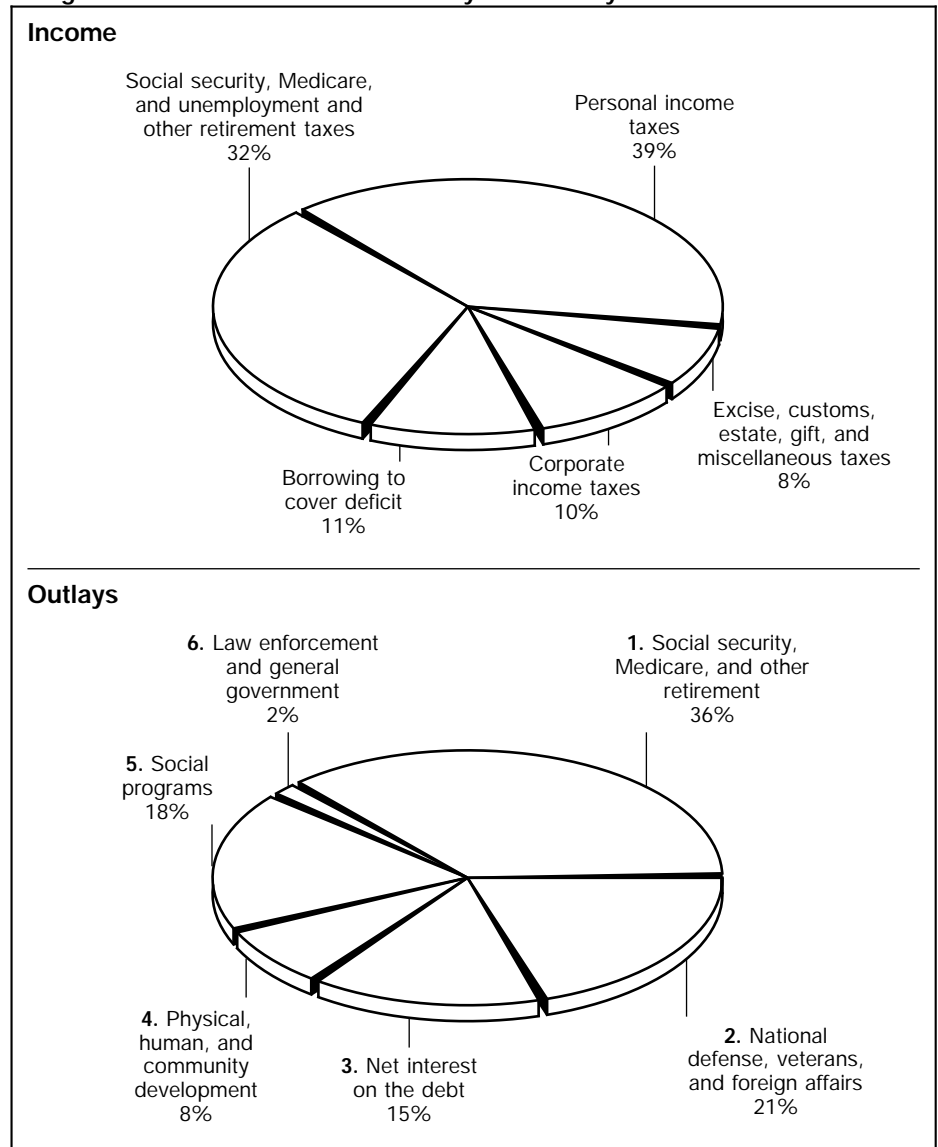 Income
Social security, Medicare,
and unemployment and
other retirement taxes
32%
Personal income
taxes
39%
Excise, customs,
estate, gift, and
miscellaneous taxes
8%
Corporate
income taxes
10%
Borrowing to
cover deficit
11%
Outlays
6. Law enforcement
and general
government
2%
1. Social security,
Medicare, and other
retirement
36%
5. Social
programs
18%
4. Physical,
human, and
community
development
8%
3. Net interest
on the debt
15%
2. National
defense, veterans,
and foreign affairs
21%